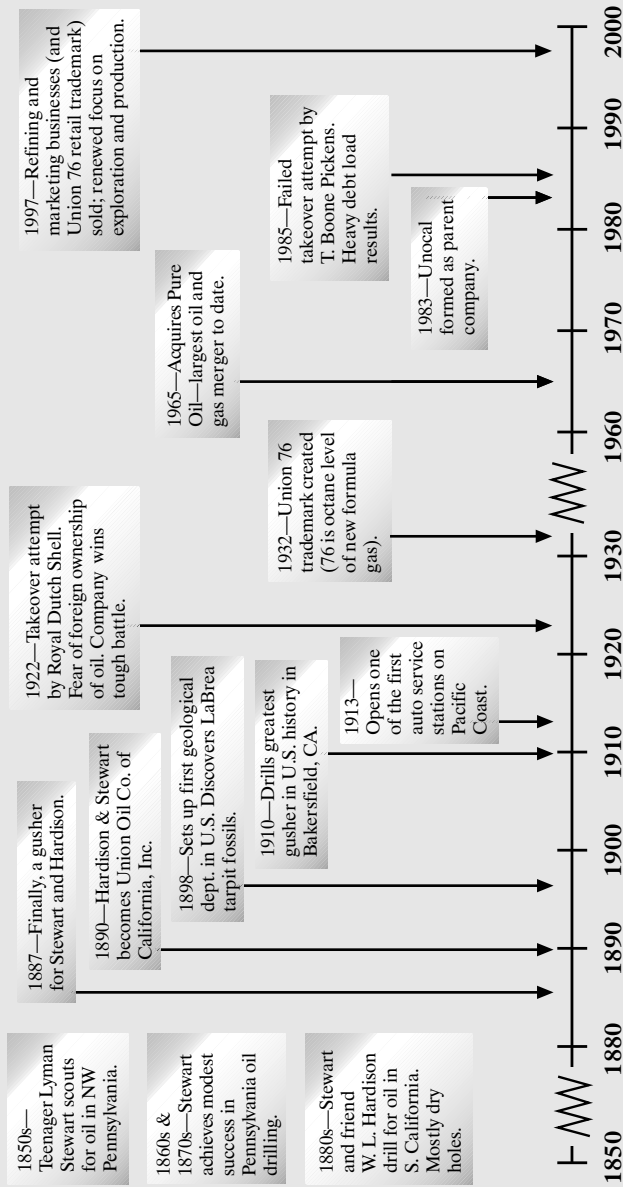 1850s—
Teenager Lyman
Stewart scouts
for oil in NW
Pennsylvania.
1860s &
1870s—Stewart
achieves modest
success in
Pennsylvania oil
drilling.
1880s—Stewart
and friend
W. L. Hardison
drill for oil in
S. California.
Mostly dry
holes.
1887—Finally, a gusher
for Stewart and Hardison.
1890—Hardison & Stewart
becomes Union Oil Co. of
California, Inc.
1898—Sets up first geological
dept. in U.S. Discovers LaBrea
tarpit fossils.
1910—Drills greatest
gusher in U.S. history in
Bakersfield, CA.
1913—
Opens one
of the first
auto service
stations on
Pacific
Coast.
1922—Takeover attempt
by Royal Dutch Shell.
Fear of foreign ownership
of oil. Company wins
tough battle.
1932—Union 76
trademark created
(76 is octane level
of new formula
gas).
1965—Acquires Pure
Oil—largest oil and
gas merger to date.
1983—Unocal
formed as parent
company.
1985—Failed
takeover attempt by
T. Boone Pickens.
Heavy debt load
results.
1997—Refining and
marketing businesses (and
Union 76 retail trademark)
sold; renewed focus on
exploration and production.
1850 1880 1890 1900 1910 1920 1930 1960 1970 1980 1990 2000